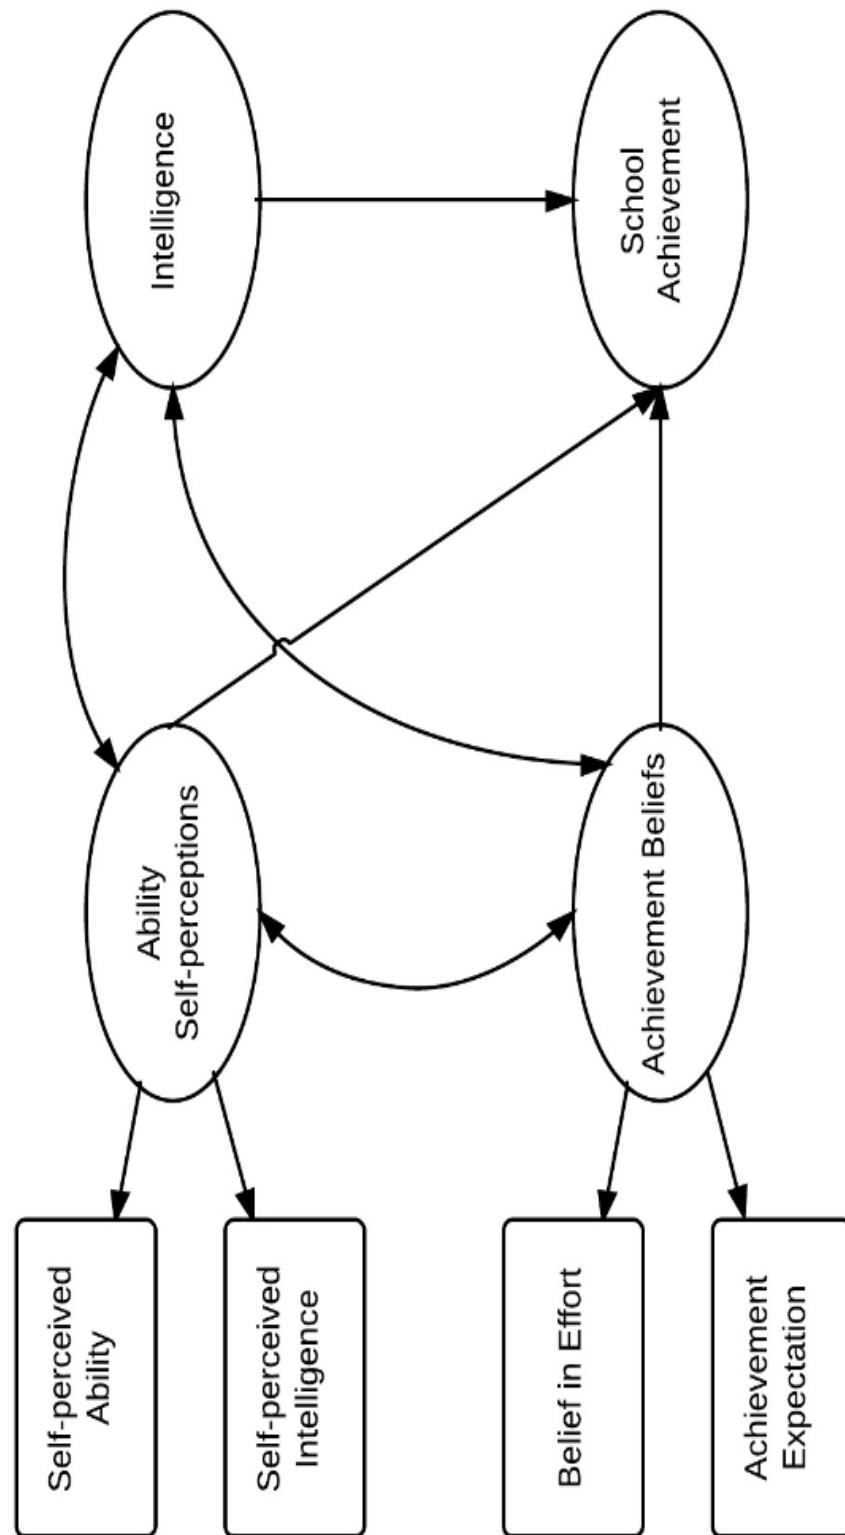 Self-perceived
Ability
Self-perceived
Intelligence
Belief in Effort
Achievement
Expectation
Ability
Self-perceptions
Achievement Beliefs
Intelligence
School
Achievement